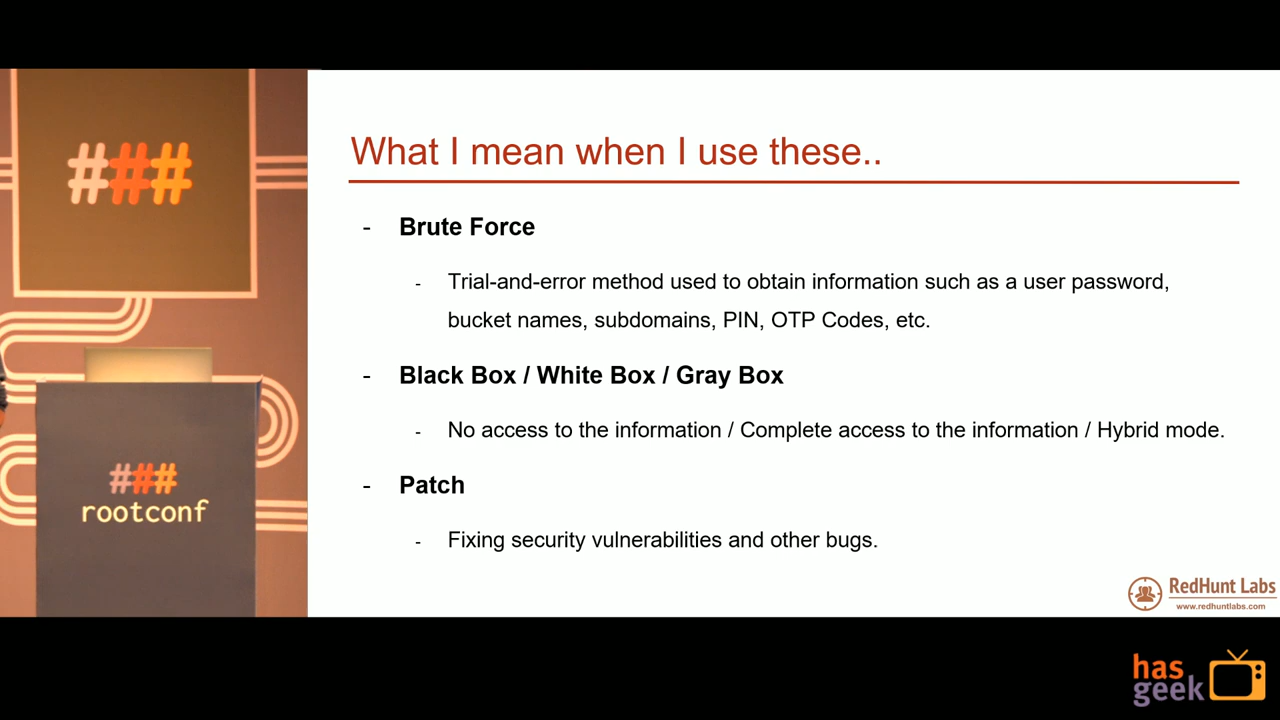 ###
###
rootconf
What I mean when I use these..
- Brute Force
- Trial-and-error method used to obtain information such as a user password,
bucket names, subdomains, PIN, OTP Codes, etc.
- Black Box / White Box / Gray Box
- No access to the information / Complete access to the information / Hybrid mode.
- Patch
- Fixing security vulnerabilities and other bugs.
RedHunt Labs
www.redhuntlabs.com
has
geek